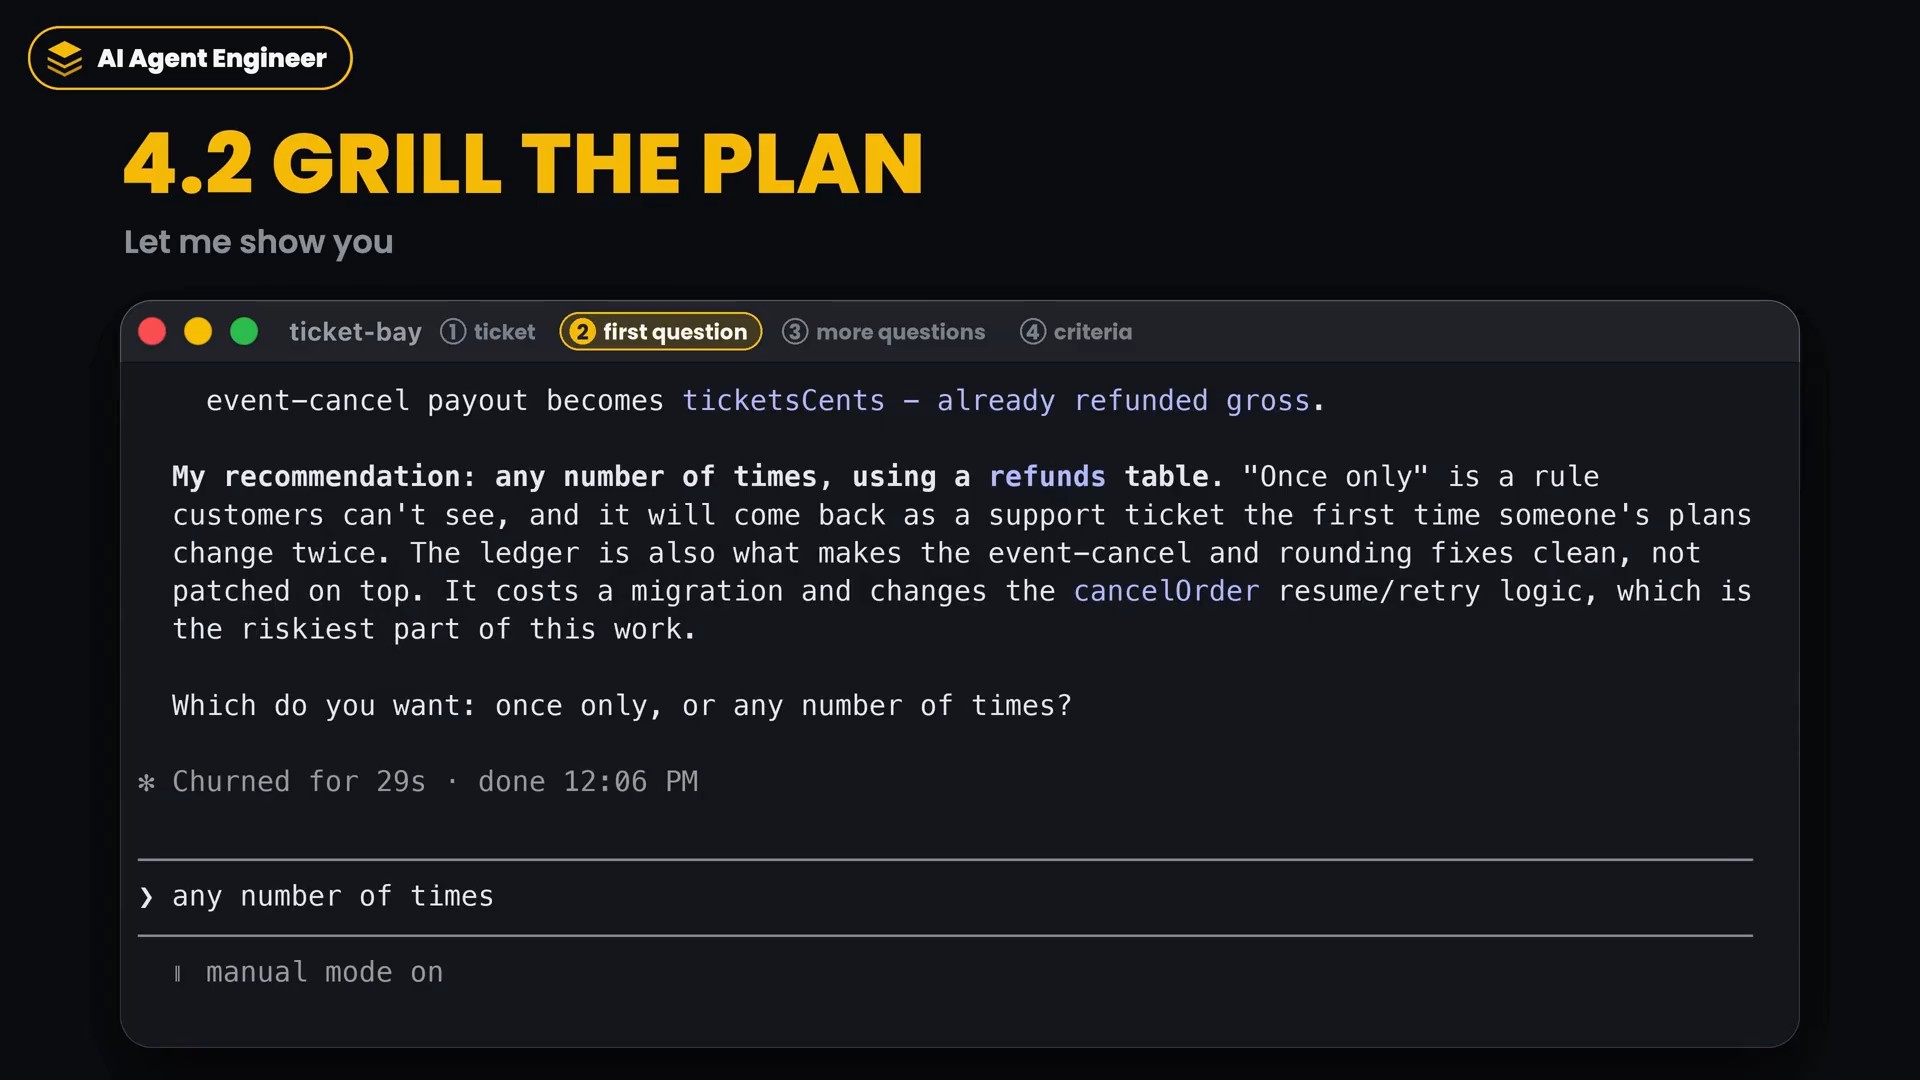 AI Agent Engineer
4.2 GRILL THE PLAN
Let me show you
ticket-bay 1 ticket 2 first question 3 more questions 4 criteria
event-cancel payout becomes ticketsCents - already refunded gross.
My recommendation: any number of times, using a refunds table. "Once only" is a rule
customers can't see, and it will come back as a support ticket the first time someone's plans
change twice. The ledger is also what makes the event-cancel and rounding fixes clean, not
patched on top. It costs a migration and changes the cancelOrder resume/retry logic, which is
the riskiest part of this work.
Which do you want: once only, or any number of times?
✻ Churned for 29s · done 12:06 PM
❯ any number of times
manual mode on